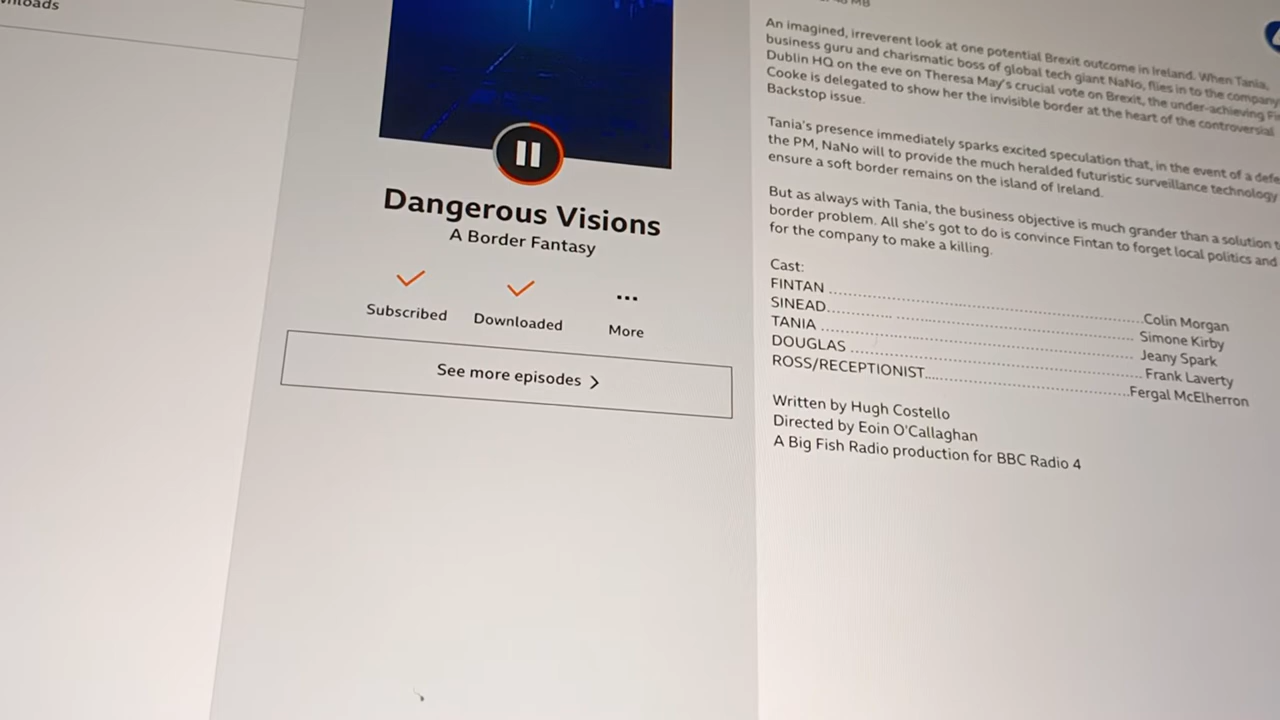 MB
Dangerous Visions
A Border Fantasy
Subscribed
Downloaded
More
See more episodes
An imagined, irreverent look at one potential Brexit outcome in Ireland. When Tania,
business guru and charismatic boss of global tech giant NaNo, flies in to the company
Dublin HQ on the eve on Theresa May's crucial vote on Brexit, the under-achieving
Cooke is delegated to show her the invisible border at the heart of the controversial
Backstop issue.
Tania's presence immediately sparks excited speculation that, in the event of a
the PM, NaNo will to provide the much heralded futuristic surveillance technology
ensure a soft border remains on the island of Ireland.
But as always with Tania, the business objective is much grander than a solution
border problem. All she's got to do is convince Fintan to forget local politics and
for the company to make a killing.
Cast:
FINTAN ........................................Colin Morgan
SINEAD........................................ Simone Kirby
TANIA ........................................ Jeany Spark
DOUGLAS ........................................Frank Laverty
ROSS/RECEPTIONIST........................................Fergal McElherron
Written by Hugh Costello
Directed by Eoin O'Callaghan
A Big Fish Radio production for BBC Radio 4